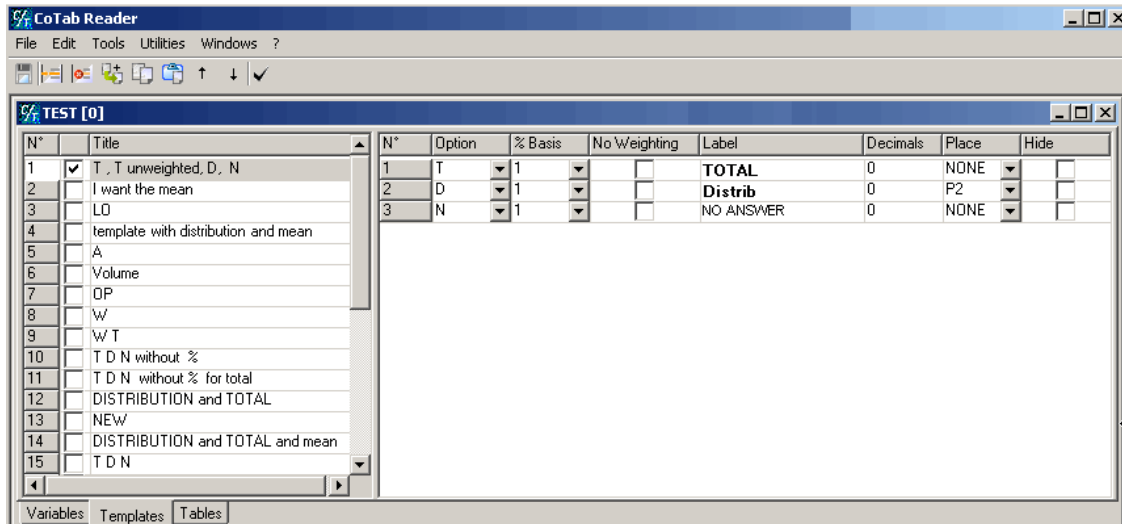 CoTab Reader
File Edit Tools Utilities Windows ?
TEST [0]
N° Title
1 T , T unweighted, D, N
2 I want the mean
3 LO
4 template with distribution and mean
5 A
6 Volume
7 OP
8 W
9 W T
10 T D N without %
11 T D N without % for total
12 DISTRIBUTION and TOTAL
13 NEW
14 DISTRIBUTION and TOTAL and mean
15 T D N
N° Option % Basis No Weighting Label Decimals Place Hide
1 T 1 TOTAL 0 NONE
2 D 1 Distrib 0 P2
3 N 1 NO ANSWER 0 NONE
Variables Templates Tables